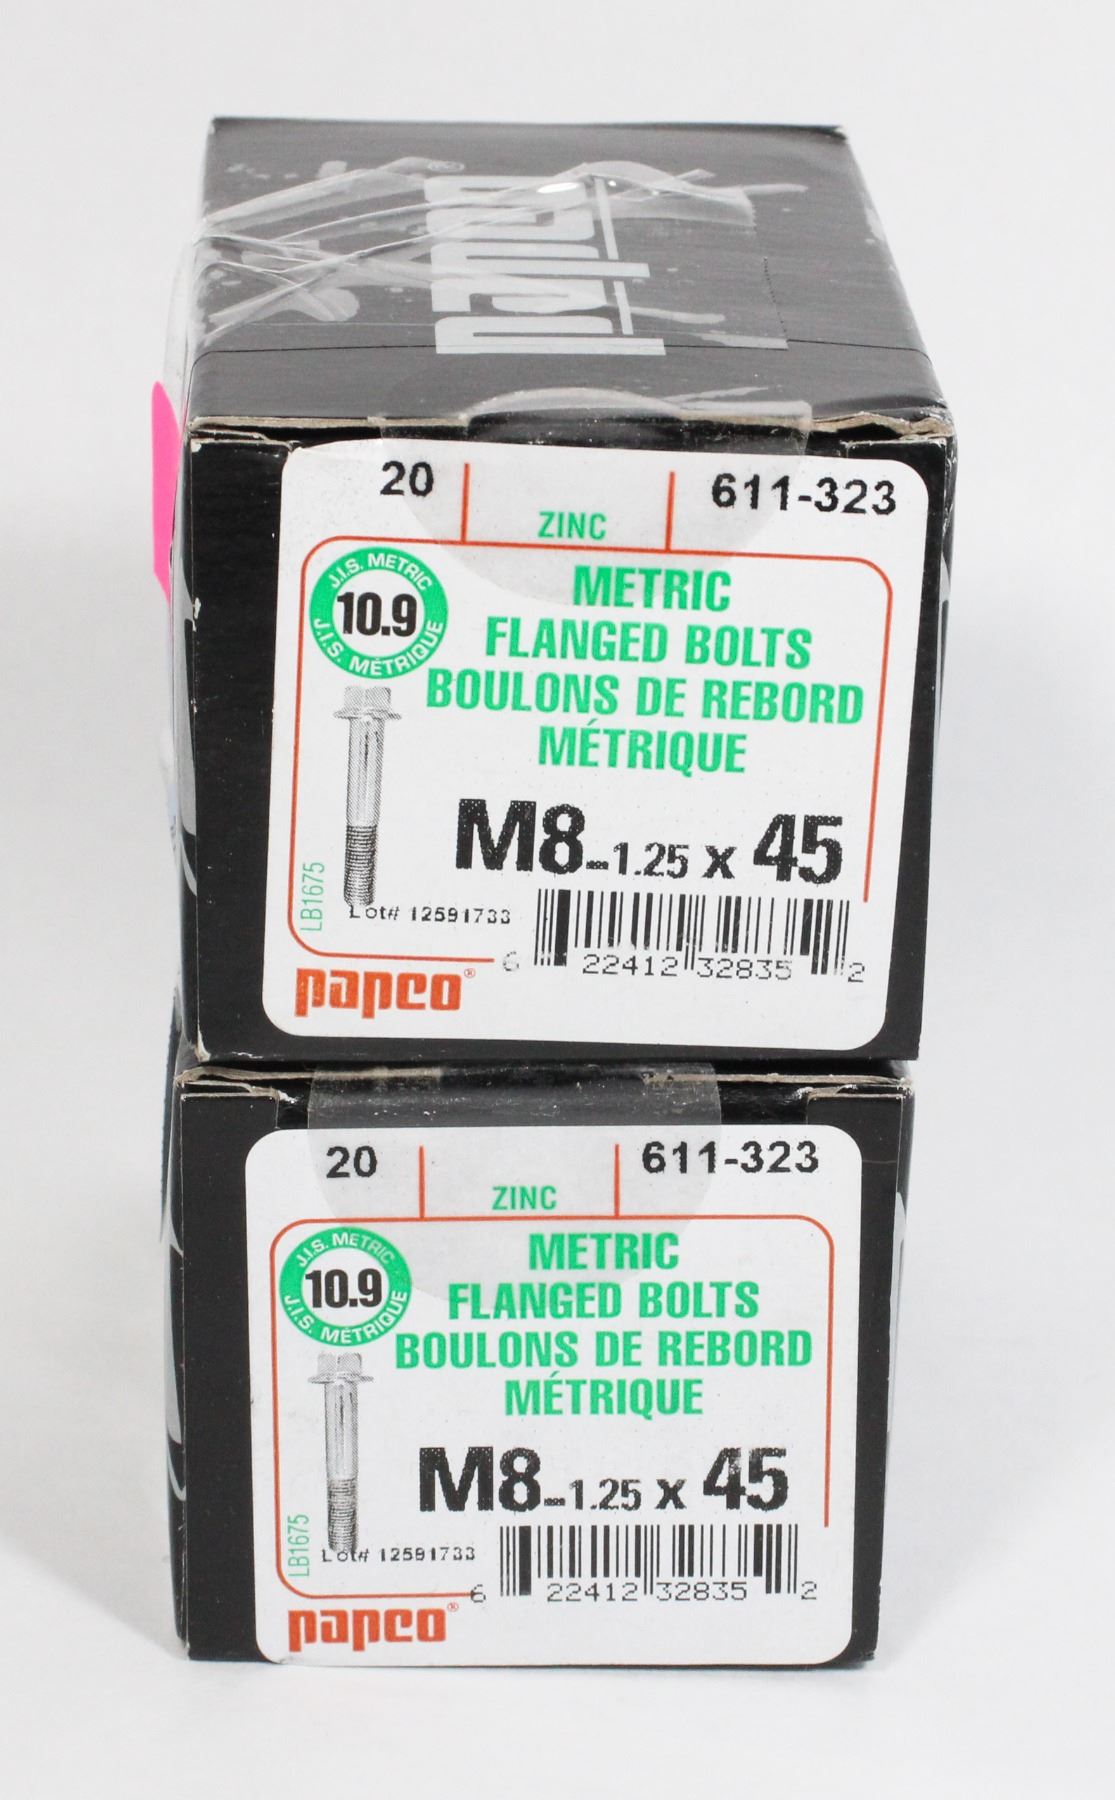 papco®
20
ZINC
611-323
J.I.S. METRIC
10.9
J.I.S. MÉTRIQUE
METRIC
FLANGED BOLTS
BOULONS DE REBORD
MÉTRIQUE
M8-1.25 x 45
LB1675
Lot# 12591733
6 22412 32835 2
papco®
20
ZINC
611-323
J.I.S. METRIC
10.9
J.I.S. MÉTRIQUE
METRIC
FLANGED BOLTS
BOULONS DE REBORD
MÉTRIQUE
M8-1.25 x 45
LB1675
Lot# 12591733
6 22412 32835 2
papco®